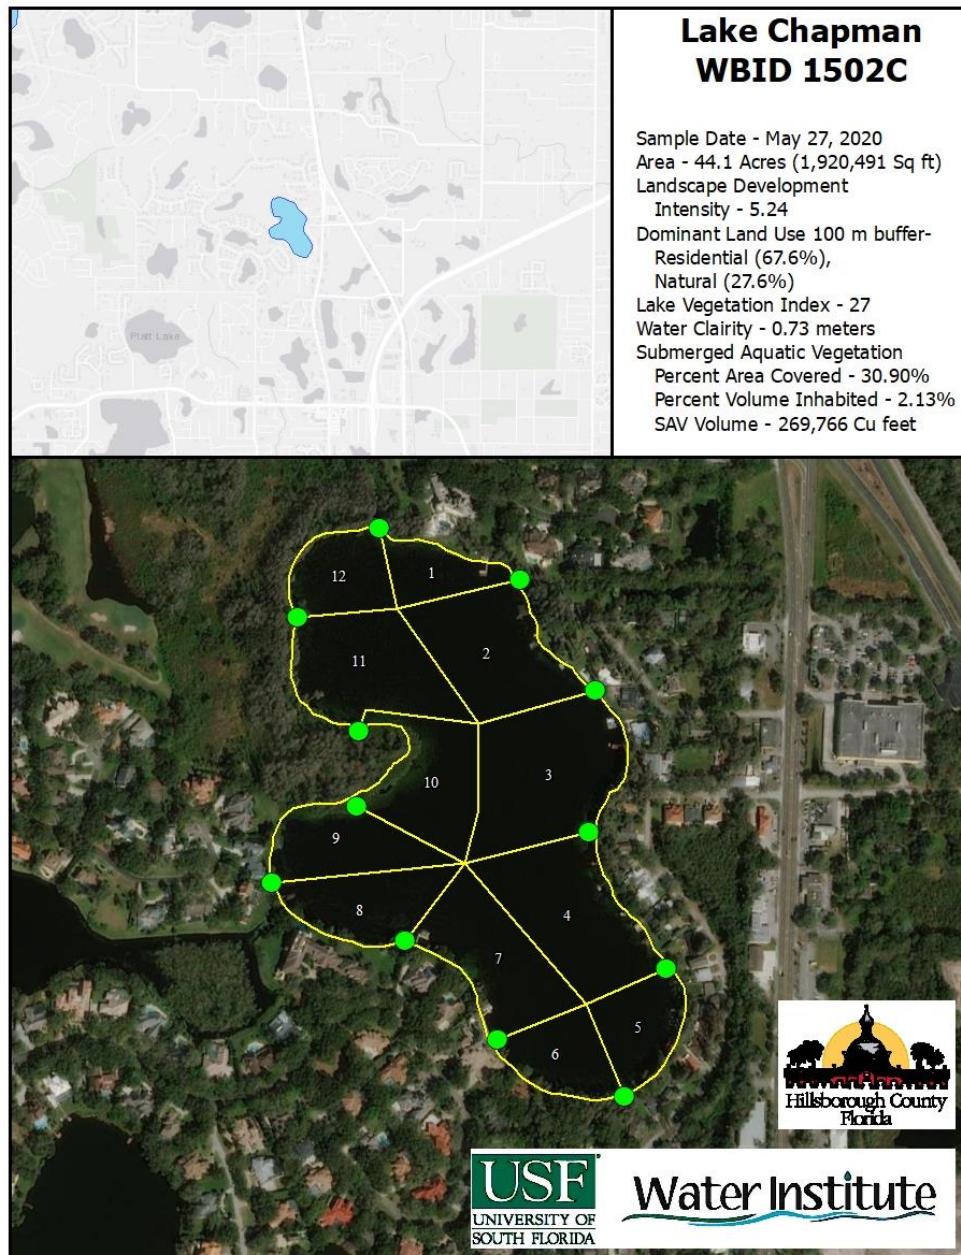 Lake Chapman
WBID 1502C
Sample Date - May 27, 2020
Area - 44.1 Acres (1,920,491 Sq ft)
Landscape Development
Intensity - 5.24
Dominant Land Use 100 m buffer-
Residential (67.6%),
Natural (27.6%)
Lake Vegetation Index - 27
Water Clairity - 0.73 meters
Submerged Aquatic Vegetation
Percent Area Covered - 30.90%
Percent Volume Inhabited - 2.13%
SAV Volume - 269,766 Cu feet
Platt Lake
12
1
11
2
10
3
9
8
4
7
5
6
Hillsborough County
Florida
USF
UNIVERSITY OF
SOUTH FLORIDA
Water Institute